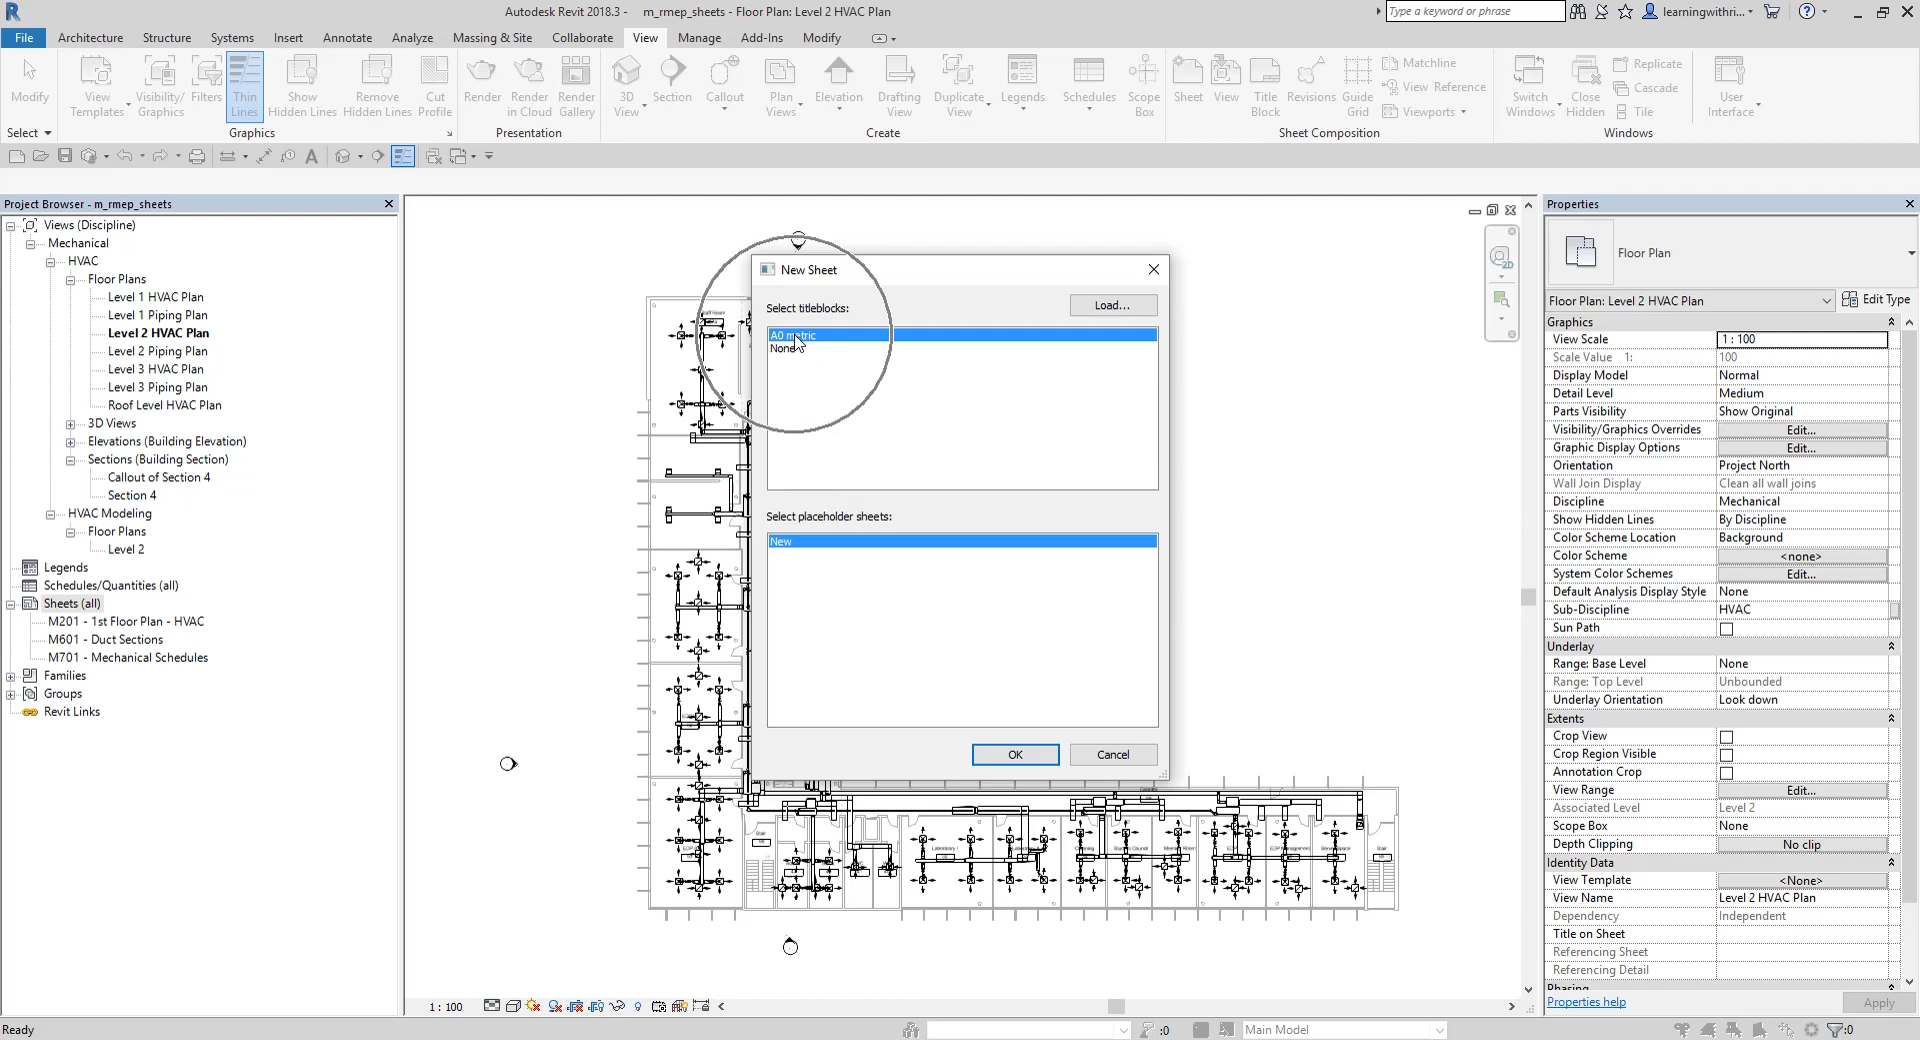 Autodesk Revit 2018.3 - m_rmep_sheets - Floor Plan: Level 2 HVAC Plan
Type a keyword or phrase
learningwithri...
File Architecture Structure Systems Insert Annotate Analyze Massing & Site Collaborate View Manage Add-Ins Modify
Modify
View Templates
Visibility/ Graphics
Filters
Thin Lines
Show Hidden Lines
Remove Hidden Lines
Cut Profile
Render
Render in Cloud
Render Gallery
3D View
Section
Callout
Plan Views
Elevation
Drafting View
Duplicate View
Legends
Schedules
Scope Box
Sheet
View
Title Block
Revisions
Guide Grid
Matchline
View Reference
Viewports
Switch Windows
Close Hidden
Replicate
Cascade
Tile
User Interface
Select
Graphics
Presentation
Create
Sheet Composition
Windows
Project Browser - m_rmep_sheets
Views (Discipline)
Mechanical
HVAC
Floor Plans
Level 1 HVAC Plan
Level 1 Piping Plan
Level 2 HVAC Plan
Level 2 Piping Plan
Level 3 HVAC Plan
Level 3 Piping Plan
Roof Level HVAC Plan
3D Views
Elevations (Building Elevation)
Sections (Building Section)
Callout of Section 4
Section 4
HVAC Modeling
Floor Plans
Level 2
Legends
Schedules/Quantities (all)
Sheets (all)
M201 - 1st Floor Plan - HVAC
M601 - Duct Sections
M701 - Mechanical Schedules
Families
Groups
Revit Links
New Sheet
Select titleblocks:
Load...
A0 metric
None
Select placeholder sheets:
New
OK
Cancel
2D
1 : 100
Properties
Floor Plan
Floor Plan: Level 2 HVAC Plan
Edit Type
Graphics
View Scale 1 : 100
Scale Value 1: 100
Display Model Normal
Detail Level Medium
Parts Visibility Show Original
Visibility/Graphics Overrides Edit...
Graphic Display Options Edit...
Orientation Project North
Wall Join Display Clean all wall joins
Discipline Mechanical
Show Hidden Lines By Discipline
Color Scheme Location Background
Color Scheme <none>
System Color Schemes Edit...
Default Analysis Display Style None
Sub-Discipline HVAC
Sun Path
Underlay
Range: Base Level None
Range: Top Level Unbounded
Underlay Orientation Look down
Extents
Crop View
Crop Region Visible
Annotation Crop
View Range Edit...
Associated Level Level 2
Scope Box None
Depth Clipping No clip
Identity Data
View Template <None>
View Name Level 2 HVAC Plan
Dependency Independent
Title on Sheet
Referencing Sheet
Referencing Detail
Phasing
Properties help
Apply
Ready
:0
Main Model
:0